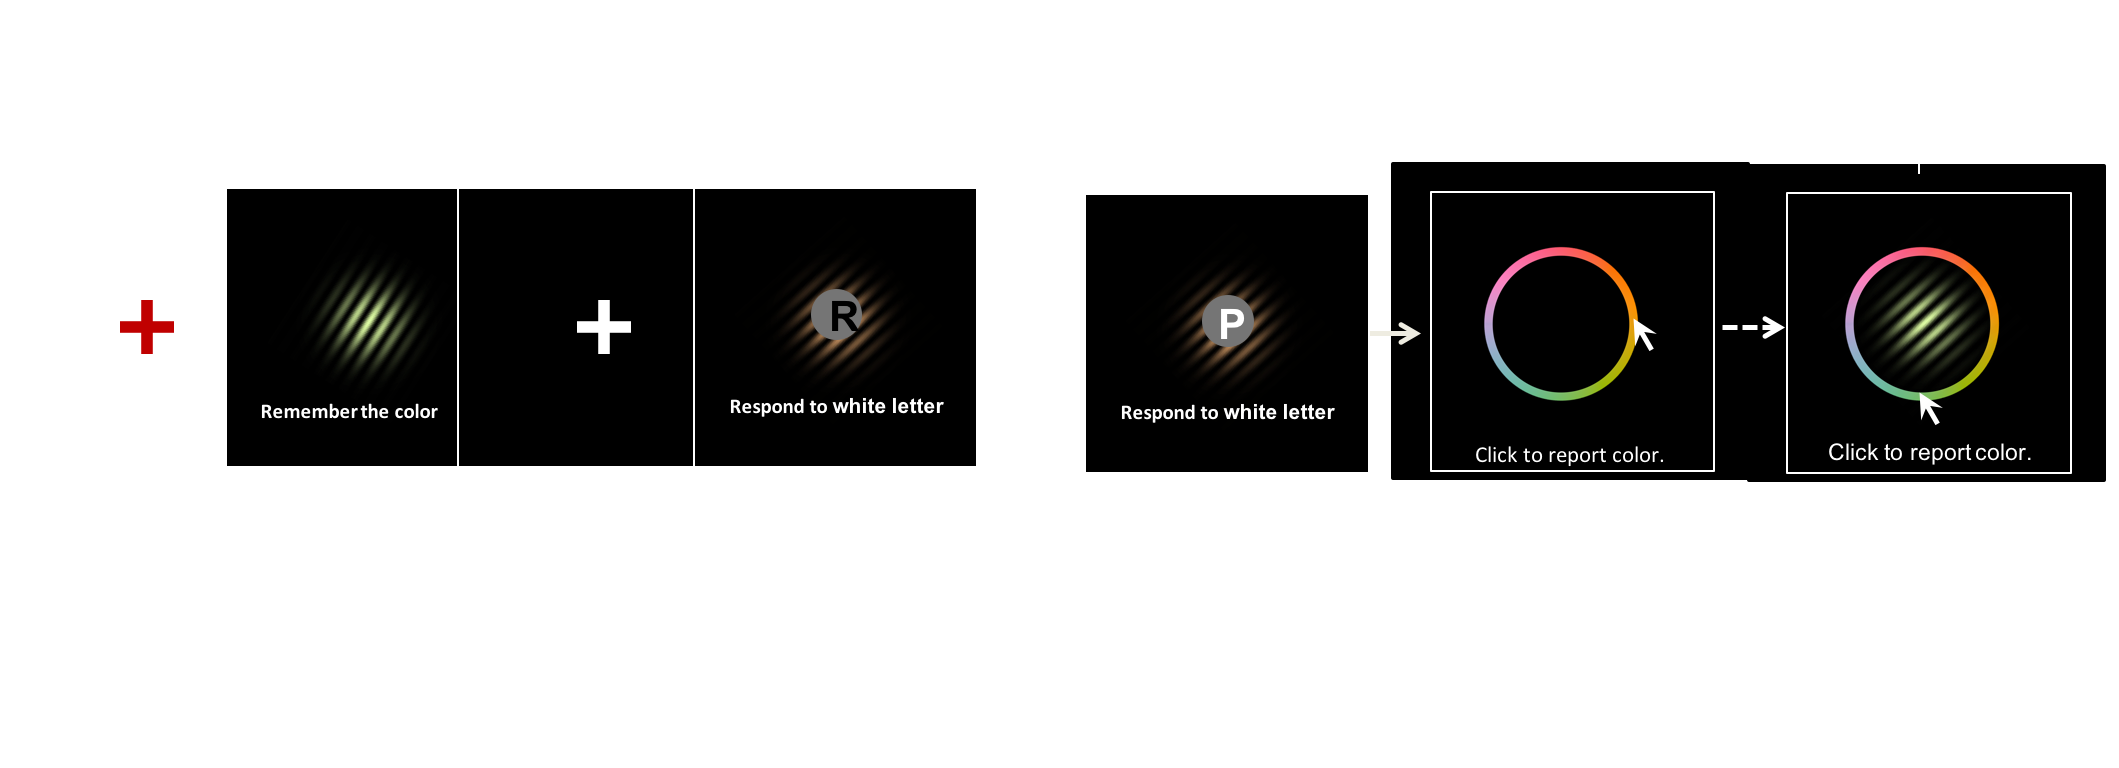 Remember the color
R
Respond to white letter
P
Respond to white letter
Click to report color.
Click to report color.